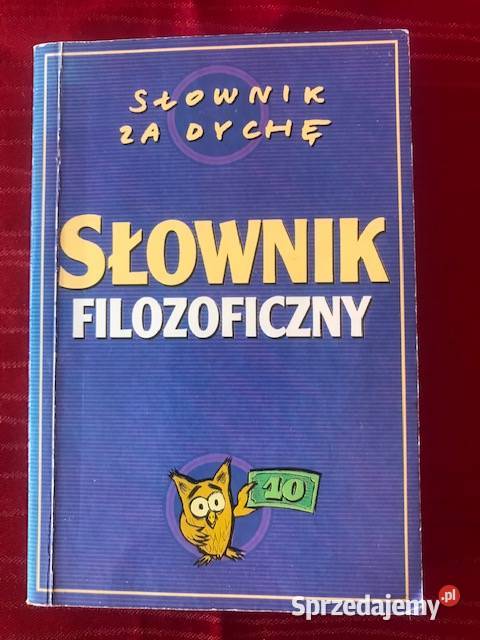 SŁOWNIK
ZA DYCHĘ
SŁOWNIK
FILOZOFICZNY
10
Sprzedajemy.pl